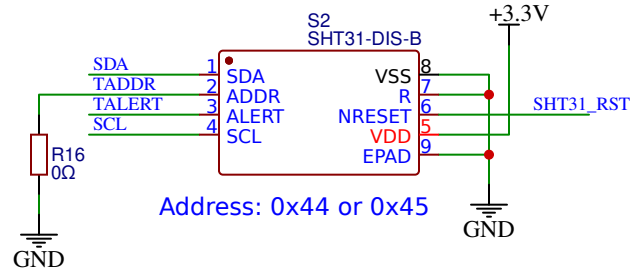 +3.3V
S2
SHT31-DIS-B
SDA 1 SDA VSS 8
TADDR 2 ADDR R 7
TALERT 3 ALERT NRESET 6 SHT31_RST
SCL 4 SCL VDD 5
EPAD 9
R16
0Ω
Address: 0x44 or 0x45
GND
GND